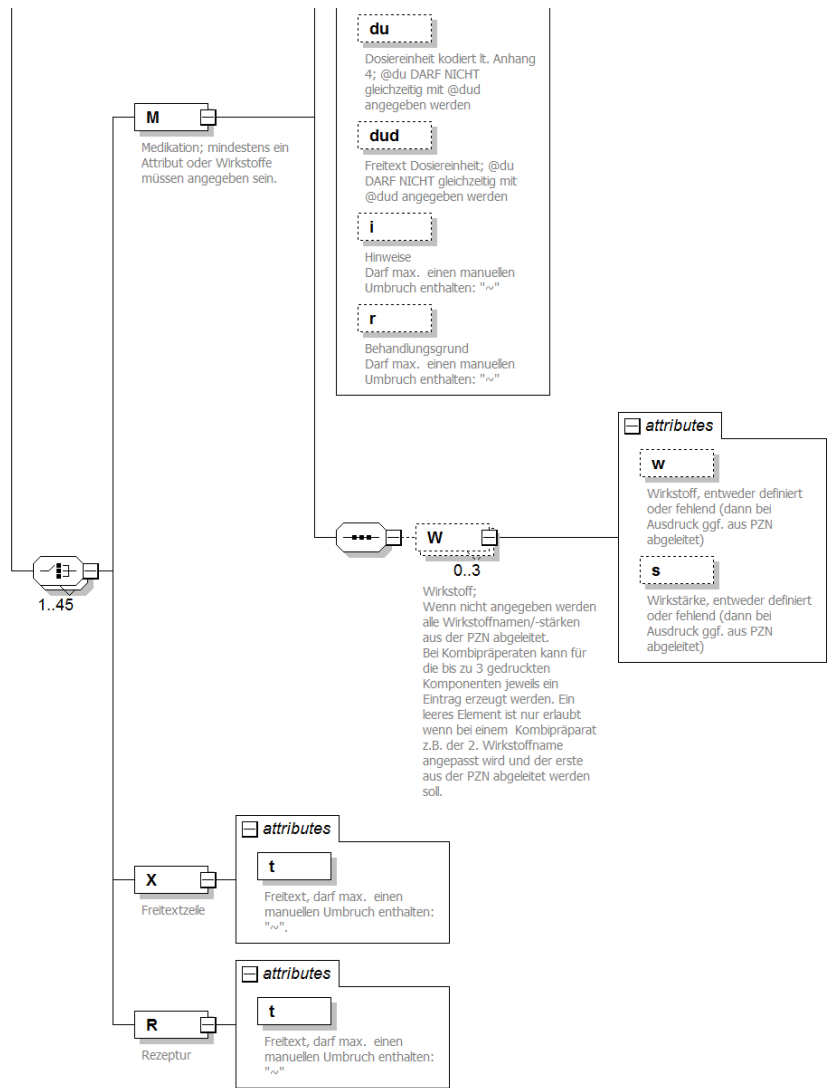 du
Dosiereinheit kodiert lt. Anhang
4; @du DARF NICHT
gleichzeitig mit @dud
angegeben werden
M
Medikation; mindestens ein
Attribut oder Wirkstoffe
müssen angegeben sein.
dud
Freitext Dosiereinheit; @du
DARF NICHT gleichzeitig mit
@dud angegeben werden
i
Hinweise
Darf max. einen manuellen
Umbruch enthalten: "~"
r
Behandlungsgrund
Darf max. einen manuellen
Umbruch enthalten: "~"
attributes
w
Wirkstoff, entweder definiert
oder fehlend (dann bei
Ausdruck ggf. aus PZN
abgeleitet)
s
Wirkstärke, entweder definiert
oder fehlend (dann bei
Ausdruck ggf. aus PZN
abgeleitet)
W
0..3
Wirkstoff;
Wenn nicht angegeben werden
alle Wirkstoffnamen/-stärken
aus der PZN abgeleitet.
Bei Kombipräperaten kann für
die bis zu 3 gedruckten
Komponenten jeweils ein
Eintrag erzeugt werden. Ein
leeres Element ist nur erlaubt
wenn bei einem Kombipräparat
z.B. der 2. Wirkstoffname
angepasst wird und der erste
aus der PZN abgeleitet werden
soll.
1..45
attributes
X
Freitextzeile
t
Freitext, darf max. einen
manuellen Umbruch enthalten:
"~".
attributes
R
Rezeptur
t
Freitext, darf max. einen
manuellen Umbruch enthalten:
"~"